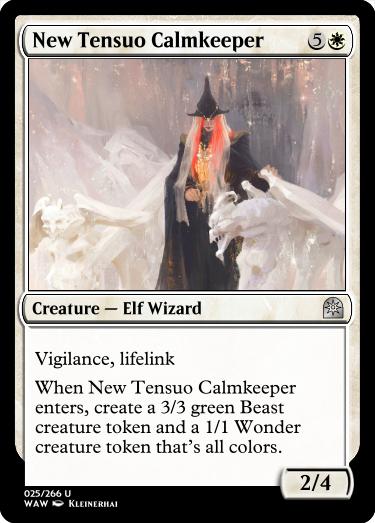 New Tensuo Calmkeeper 5
Creature — Elf Wizard
Vigilance, lifelink
When New Tensuo Calmkeeper
enters, create a 3/3 green Beast
creature token and a 1/1 Wonder
creature token that's all colors.
2/4
025/266 U
WAW Kleinerhai